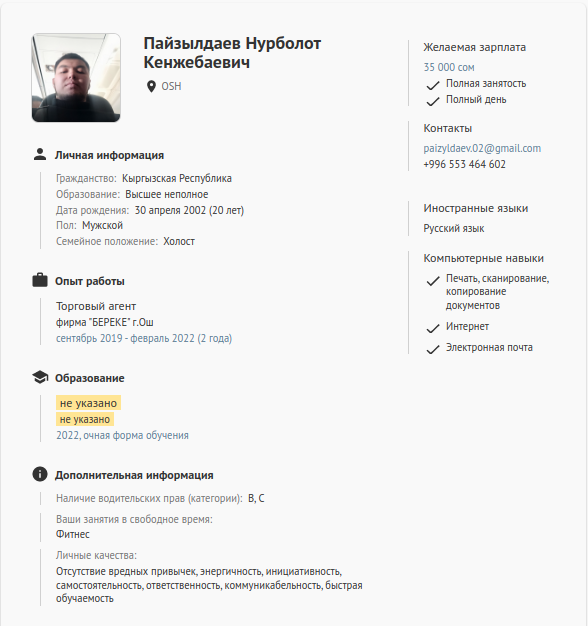 Пайзылдаев Нурболот
Кенжебаевич
OSH
Личная информация
Гражданство: Кыргызская Республика
Образование: Высшее неполное
Дата рождения: 30 апреля 2002 (20 лет)
Пол: Мужской
Семейное положение: Холост
Опыт работы
Торговый агент
фирма "БЕРЕКЕ" г.Ош
сентябрь 2019 - февраль 2022 (2 года)
Образование
не указано
не указано
2022, очная форма обучения
Дополнительная информация
Наличие водительских прав (категории): B, C
Ваши занятия в свободное время:
Фитнес
Личные качества:
Отсутствие вредных привычек, энергичность, инициативность,
самостоятельность, ответственность, коммуникабельность, быстрая
обучаемость
Желаемая зарплата
35 000 сом
Полная занятость
Полный день
Контакты
paizyldaev.02@gmail.com
+996 553 464 602
Иностранные языки
Русский язык
Компьютерные навыки
Печать, сканирование,
копирование
документов
Интернет
Электронная почта